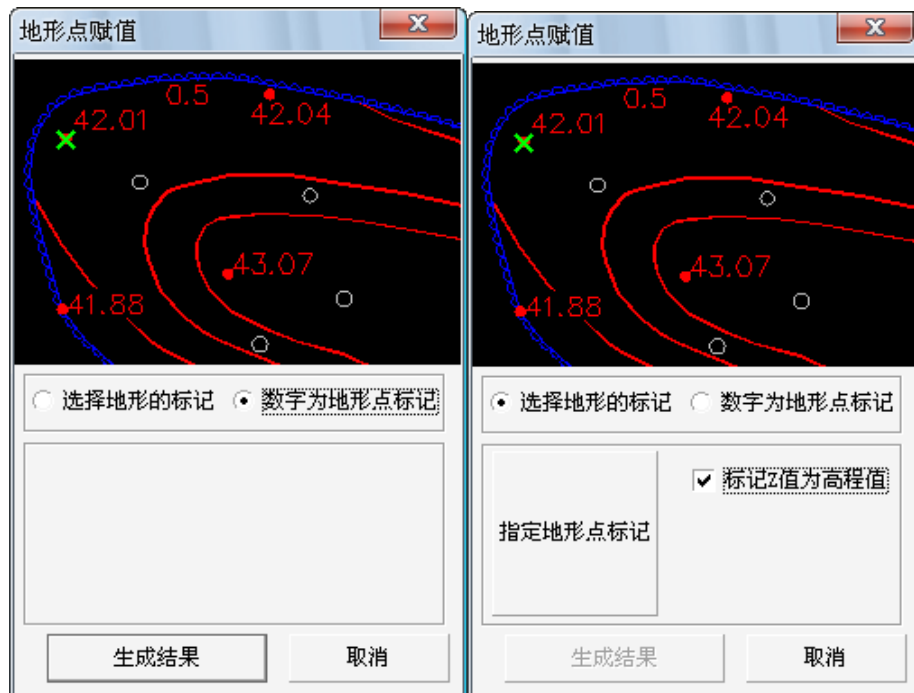 地形点赋值
0.5
42.01
42.04
43.07
41.88
选择地形的标记 数字为地形点标记
生成结果 取消
地形点赋值
0.5
42.01
42.04
43.07
41.88
选择地形的标记 数字为地形点标记
标记Z值为高程值
指定地形点标记
生成结果 取消